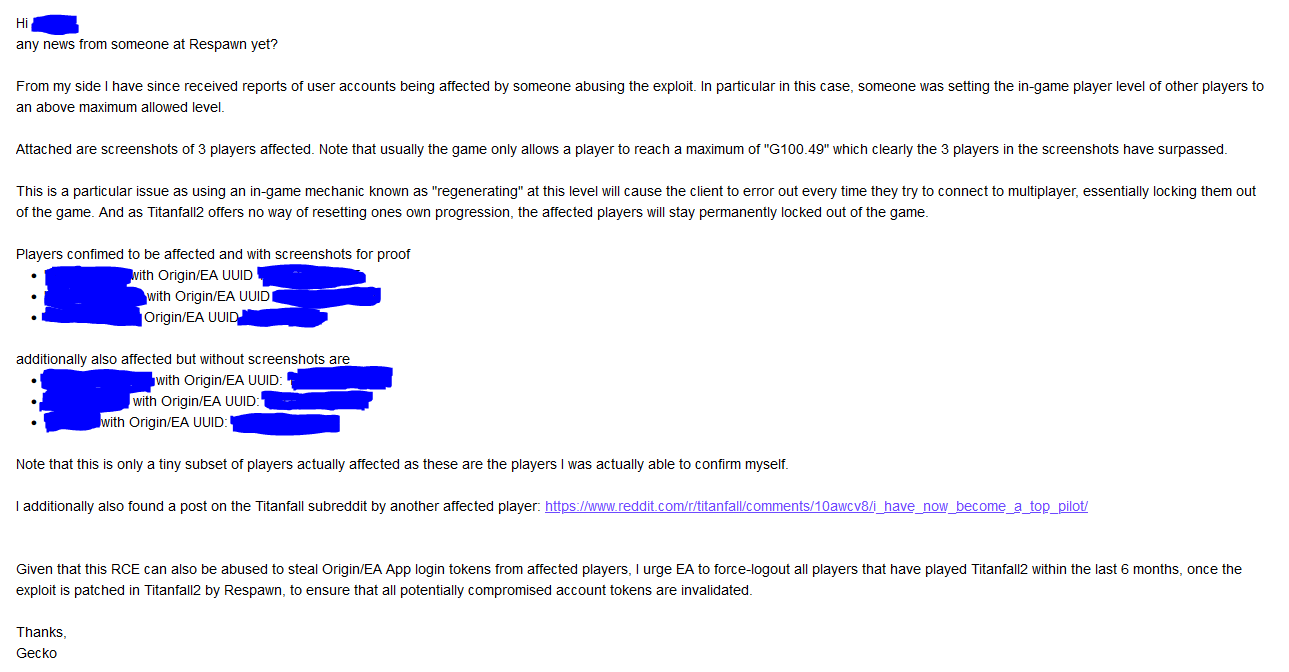 Hi
any news from someone at Respawn yet?
From my side I have since received reports of user accounts being affected by someone abusing the exploit. In particular in this case, someone was setting the in-game player level of other players to
an above maximum allowed level.
Attached are screenshots of 3 players affected. Note that usually the game only allows a player to reach a maximum of "G100.49" which clearly the 3 players in the screenshots have surpassed.
This is a particular issue as using an in-game mechanic known as "regenerating" at this level will cause the client to error out every time they try to connect to multiplayer, essentially locking them out
of the game. And as Titanfall2 offers no way of resetting ones own progression, the affected players will stay permanently locked out of the game.
Players confimed to be affected and with screenshots for proof
• with Origin/EA UUID
• with Origin/EA UUID
• Origin/EA UUID
additionally also affected but without screenshots are
• with Origin/EA UUID:
• with Origin/EA UUID:
• with Origin/EA UUID:
Note that this is only a tiny subset of players actually affected as these are the players I was actually able to confirm myself.
I additionally also found a post on the Titanfall subreddit by another affected player: https://www.reddit.com/r/titanfall/comments/10awcv8/i_have_now_become_a_top_pilot/
Given that this RCE can also be abused to steal Origin/EA App login tokens from affected players, I urge EA to force-logout all players that have played Titanfall2 within the last 6 months, once the
exploit is patched in Titanfall2 by Respawn, to ensure that all potentially compromised account tokens are invalidated.
Thanks,
Gecko